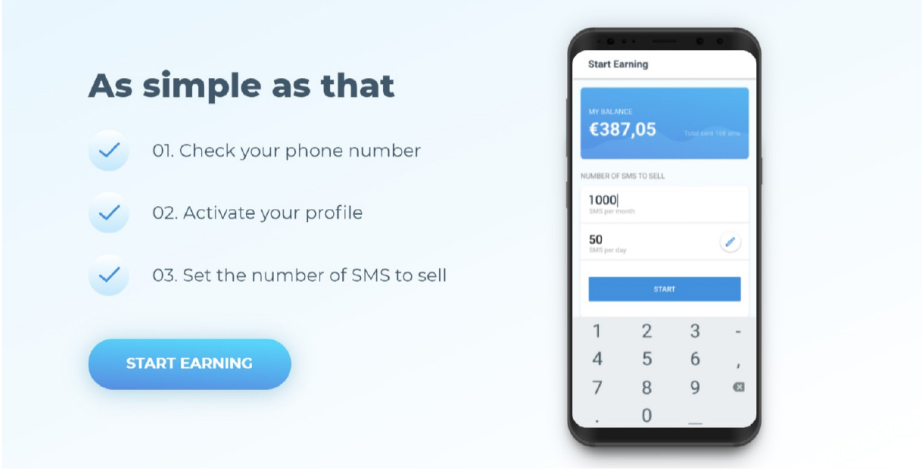 As simple as that
01. Check your phone number
02. Activate your profile
03. Set the number of SMS to sell
START EARNING
Start Earning
MY BALANCE
€387,05
NUMBER OF SMS TO SELL
1000
SMS per month
50
SMS per day
START
1 2 3 -
4 5 6 ,
7 8 9
. 0 _